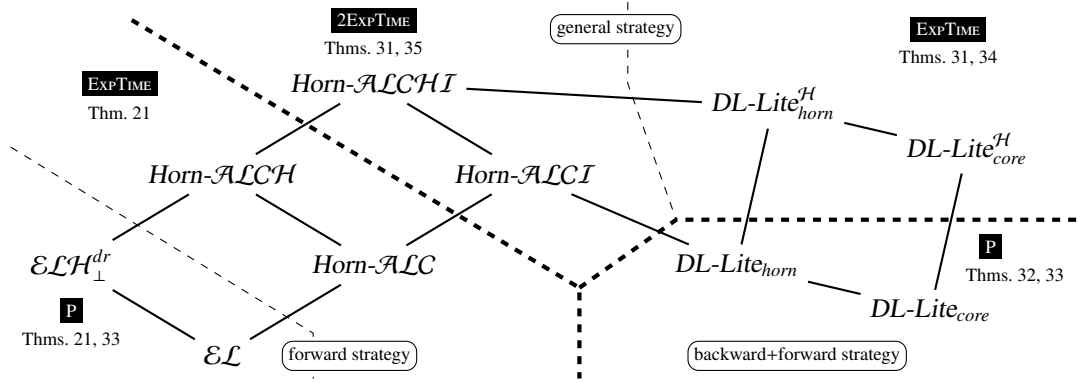 2EXPTIME
Thms. 31, 35
general strategy
EXPTIME
Thms. 31, 34
EXPTIME
Thm. 21
Horn-ALCHI
DL-Lite^H_horn
DL-Lite^H_core
Horn-ALCH
Horn-ALCI
ELH^dr_⊥
Horn-ALC
DL-Lite_horn
P
Thms. 32, 33
P
Thms. 21, 33
DL-Lite_core
EL
forward strategy
backward+forward strategy